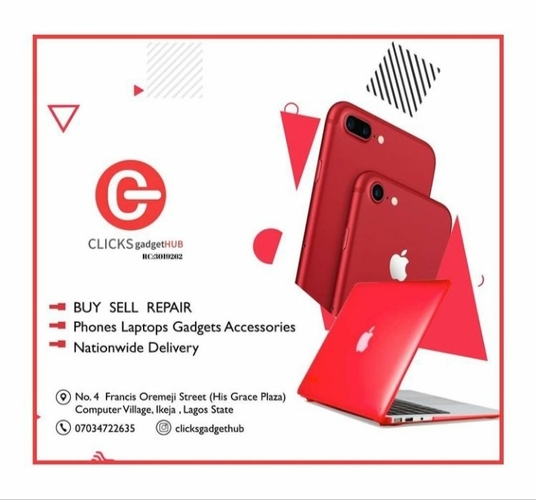 CLICKS gadgetHUB
RC:3019262
BUY SELL REPAIR
Phones Laptops Gadgets Accessories
Nationwide Delivery
No. 4 Francis Oremeji Street (His Grace Plaza)
Computer Village, Ikeja , Lagos State
07034722635 clicksgadgethub